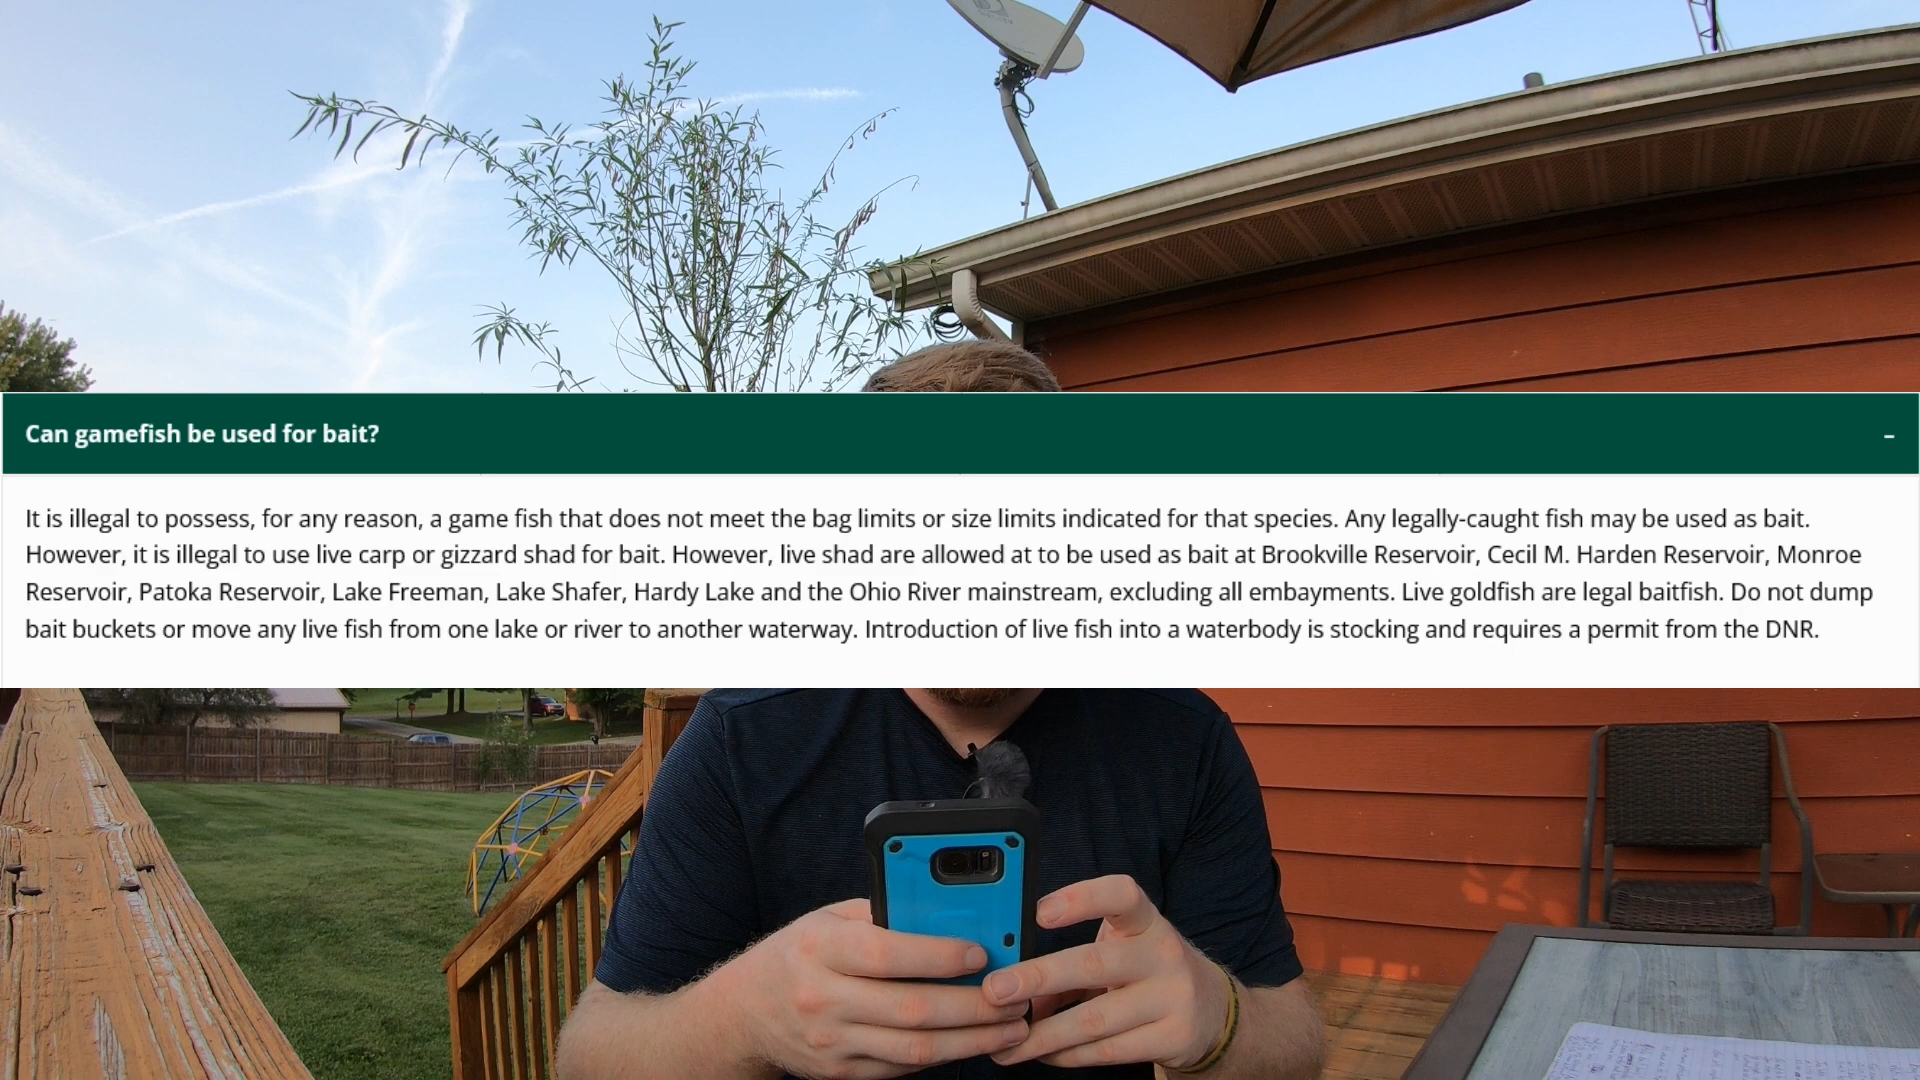 Can gamefish be used for bait?
–
It is illegal to possess, for any reason, a game fish that does not meet the bag limits or size limits indicated for that species. Any legally-caught fish may be used as bait.
However, it is illegal to use live carp or gizzard shad for bait. However, live shad are allowed at to be used as bait at Brookville Reservoir, Cecil M. Harden Reservoir, Monroe
Reservoir, Patoka Reservoir, Lake Freeman, Lake Shafer, Hardy Lake and the Ohio River mainstream, excluding all embayments. Live goldfish are legal baitfish. Do not dump
bait buckets or move any live fish from one lake or river to another waterway. Introduction of live fish into a waterbody is stocking and requires a permit from the DNR.